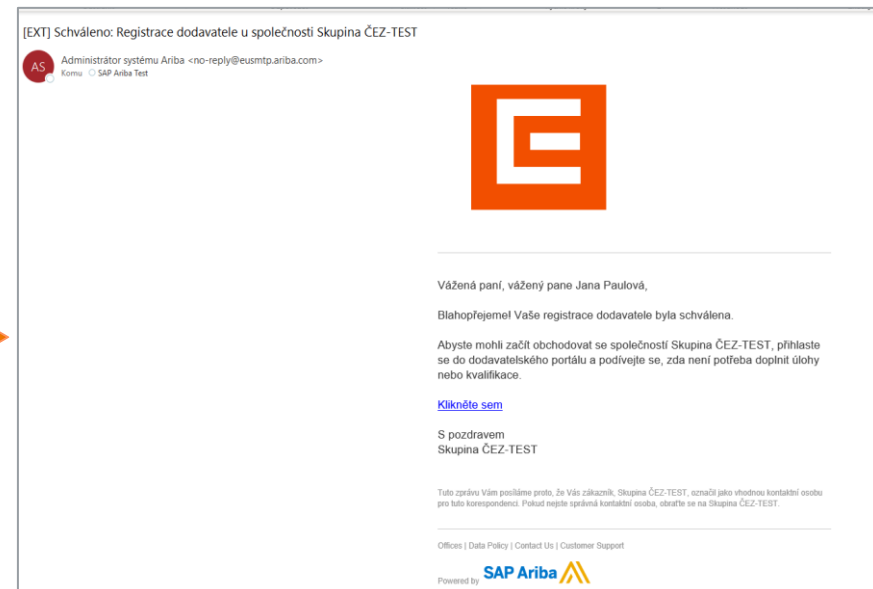 [EXT] Schváleno: Registrace dodavatele u společnosti Skupina ČEZ-TEST
AS
Administrátor systému Ariba <no-reply@eusmtp.ariba.com>
Komu SAP Ariba Test
Vážená paní, vážený pane Jana Paulová,
Blahopřejeme! Vaše registrace dodavatele byla schválena.
Abyste mohli začít obchodovat se společností Skupina ČEZ-TEST, přihlaste
se do dodavatelského portálu a podívejte se, zda není potřeba doplnit úlohy
nebo kvalifikace.
Klikněte sem
S pozdravem
Skupina ČEZ-TEST
Tuto zprávu Vám posíláme proto, že Vás zákazník, Skupina ČEZ-TEST, označil jako vhodnou kontaktní osobu
pro tuto korespondenci. Pokud nejste správná kontaktní osoba, obraťte se na Skupina ČEZ-TEST.
Offices | Data Policy | Contact Us | Customer Support
Powered by SAP Ariba